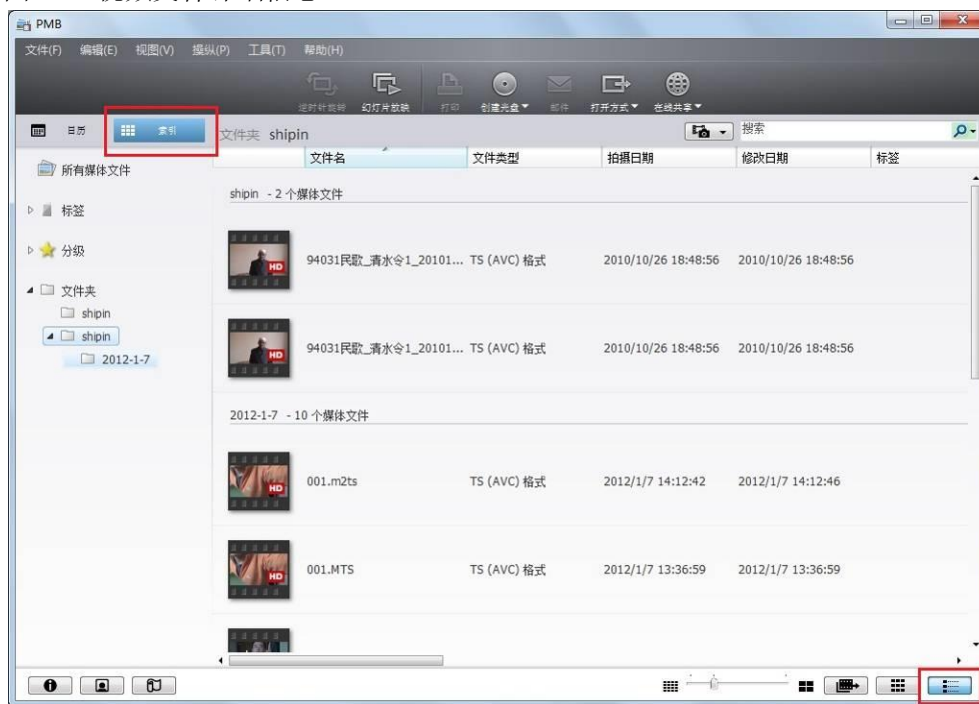 PMB
文件(F) 编辑(E) 视图(V) 操纵(P) 工具(T) 帮助(H)
逆时针旋转 幻灯片放映 打印 创建光盘 邮件 打开方式 在线共享
日历 索引 文件夹 shipin 搜索
文件名 文件类型 拍摄日期 修改日期 标签
所有媒体文件
标签
分级
文件夹
shipin
shipin
2012-1-7
shipin - 2 个媒体文件
94031民歌_清水令1_20101... TS (AVC) 格式 2010/10/26 18:48:56 2010/10/26 18:48:56
HD
94031民歌_清水令1_20101... TS (AVC) 格式 2010/10/26 18:48:56 2010/10/26 18:48:56
HD
2012-1-7 - 10 个媒体文件
001.m2ts TS (AVC) 格式 2012/1/7 14:12:42 2012/1/7 14:12:46
HD
001.MTS TS (AVC) 格式 2012/1/7 13:36:59 2012/1/7 13:36:59
HD